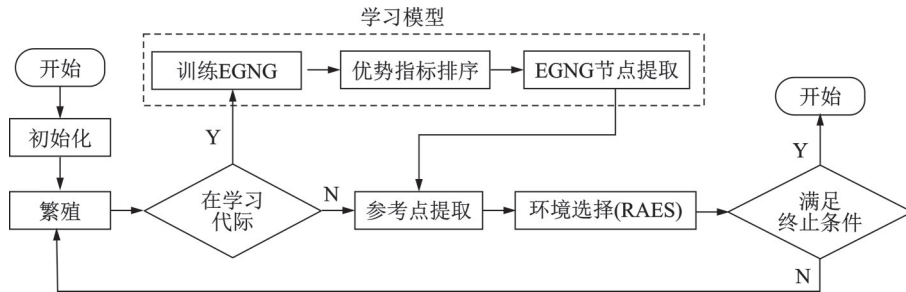 学习模型
开始
训练EGNG
优势指标排序
EGNG节点提取
开始
初始化
Y
Y
繁殖
在学习
代际
N
参考点提取
环境选择(RAES)
满足
终止条件
N